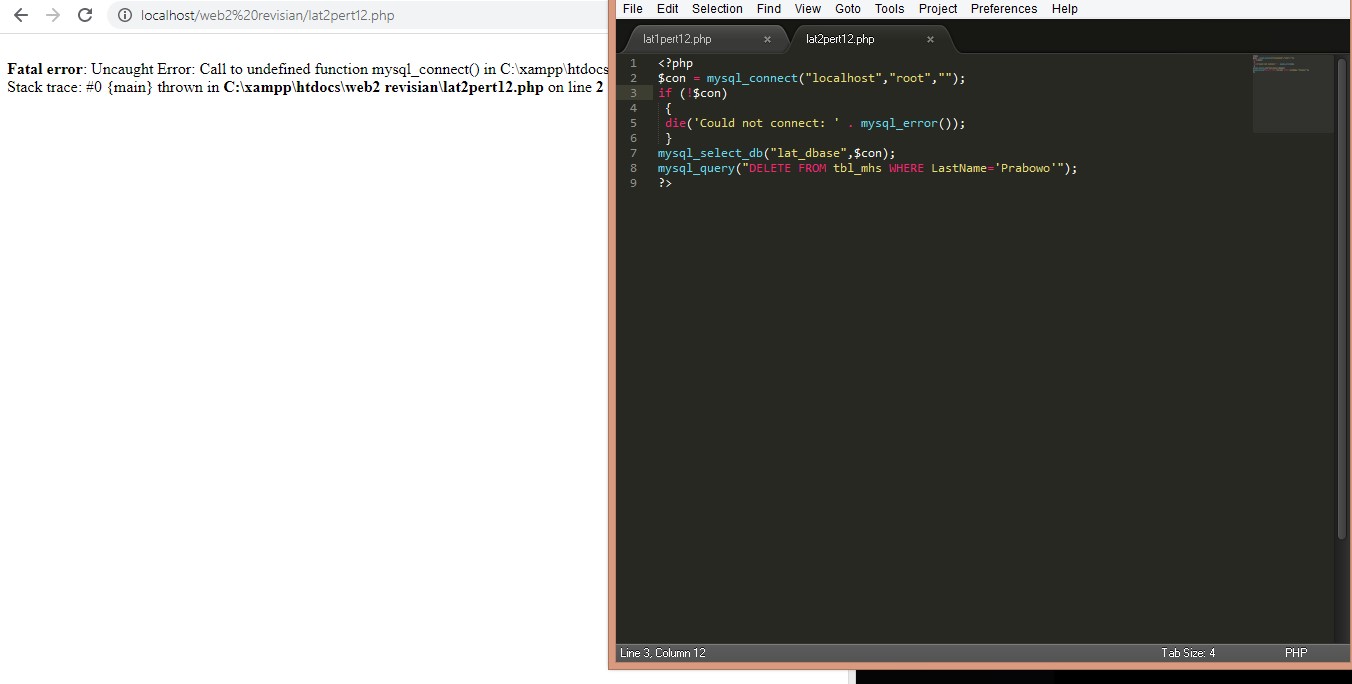 localhost/web2%20revisian/lat2pert12.php
Fatal error: Uncaught Error: Call to undefined function mysql_connect() in C:\xampp\htdocs
Stack trace: #0 {main} thrown in C:\xampp\htdocs\web2 revisian\lat2pert12.php on line 2
File Edit Selection Find View Goto Tools Project Preferences Help
lat1pert12.php × lat2pert12.php ×
1 <?php
2 $con = mysql_connect("localhost","root","");
3 if (!$con)
4 {
5 die('Could not connect: ' . mysql_error());
6 }
7 mysql_select_db("lat_dbase",$con);
8 mysql_query("DELETE FROM tbl_mhs WHERE LastName='Prabowo'");
9 ?>
Line 3, Column 12 Tab Size: 4 PHP